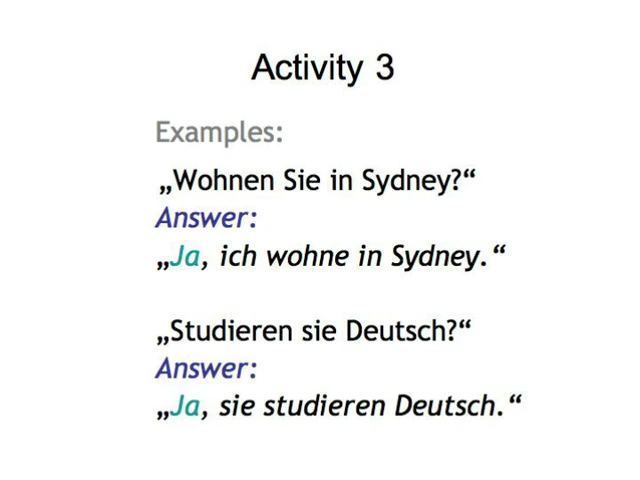 Activity 3
Examples:
„Wohnen Sie in Sydney?“
Answer:
„Ja, ich wohne in Sydney.“
„Studieren sie Deutsch?“
Answer:
„Ja, sie studieren Deutsch.“